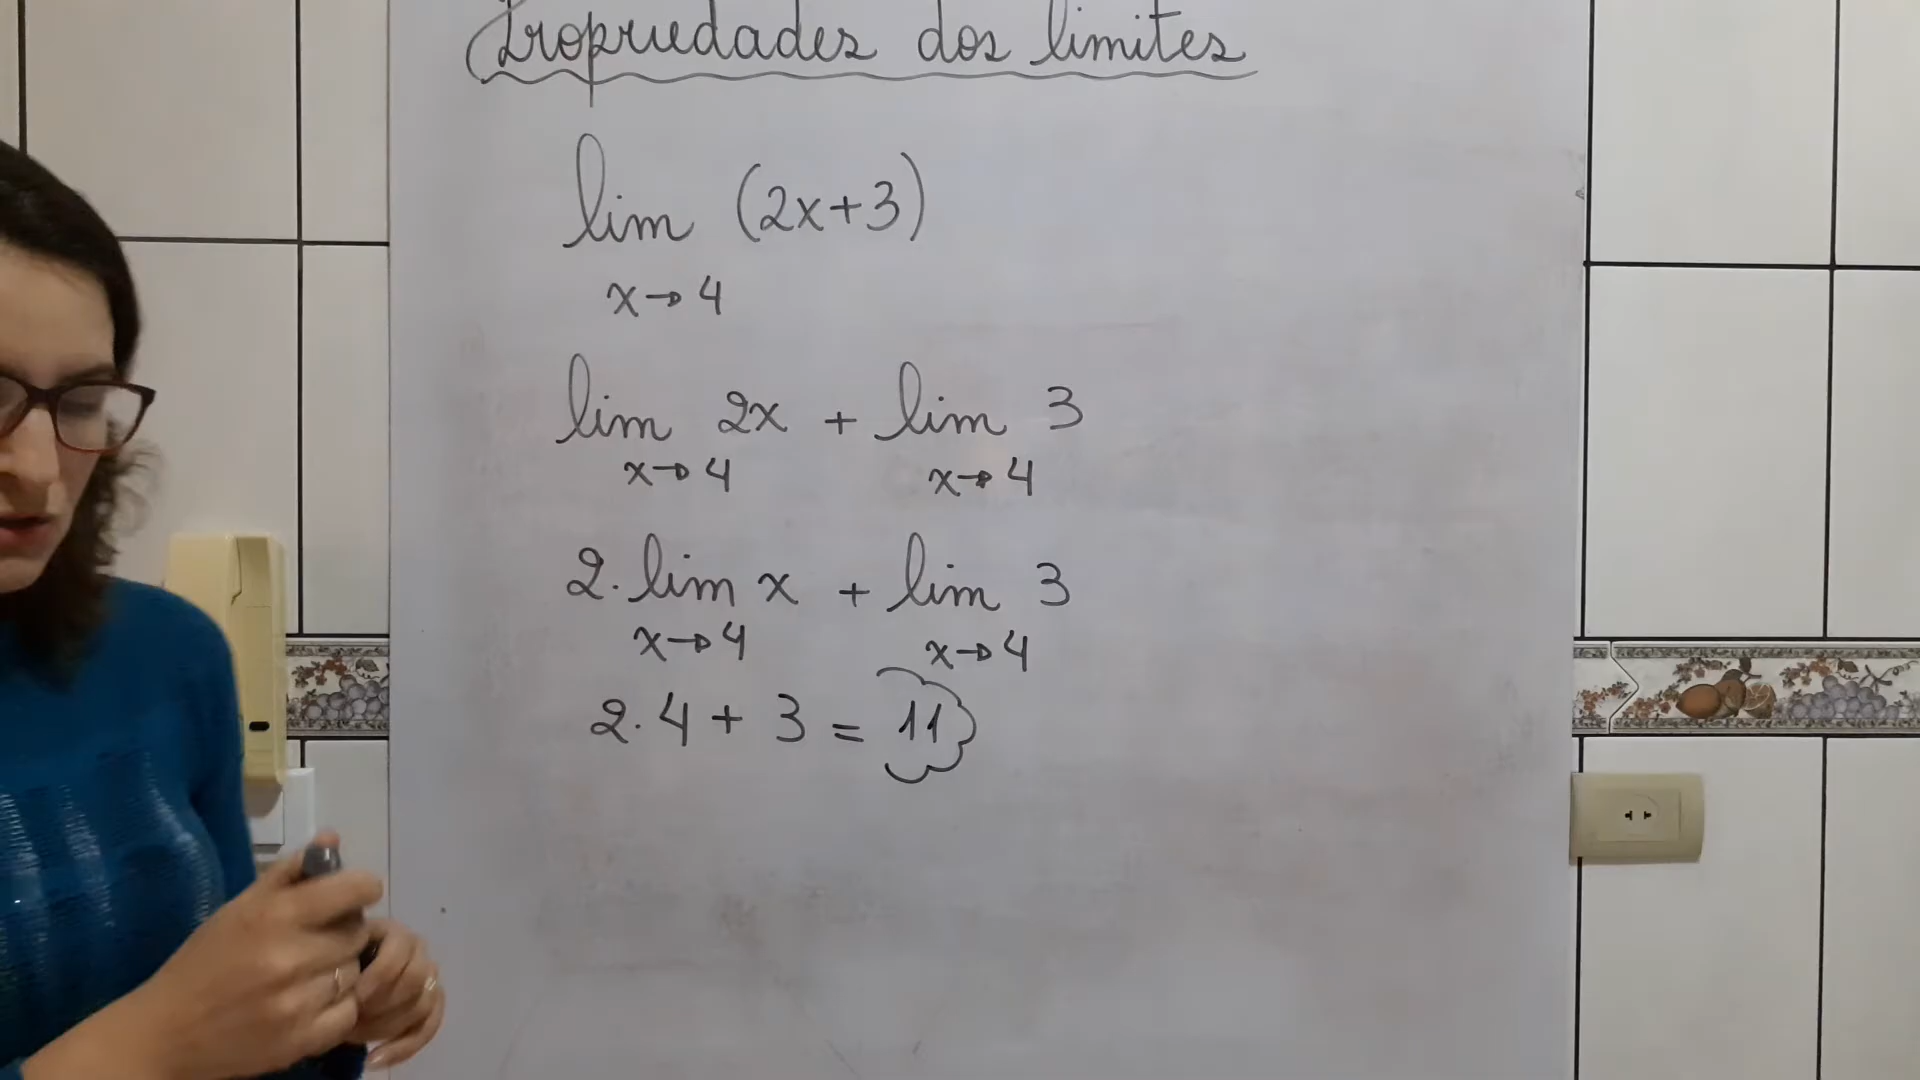 Propriedades dos limites
lim (2x+3)
x→4
lim 2x + lim 3
x→4 x→4
2. lim x + lim 3
x→4 x→4
2.4 + 3 = 11